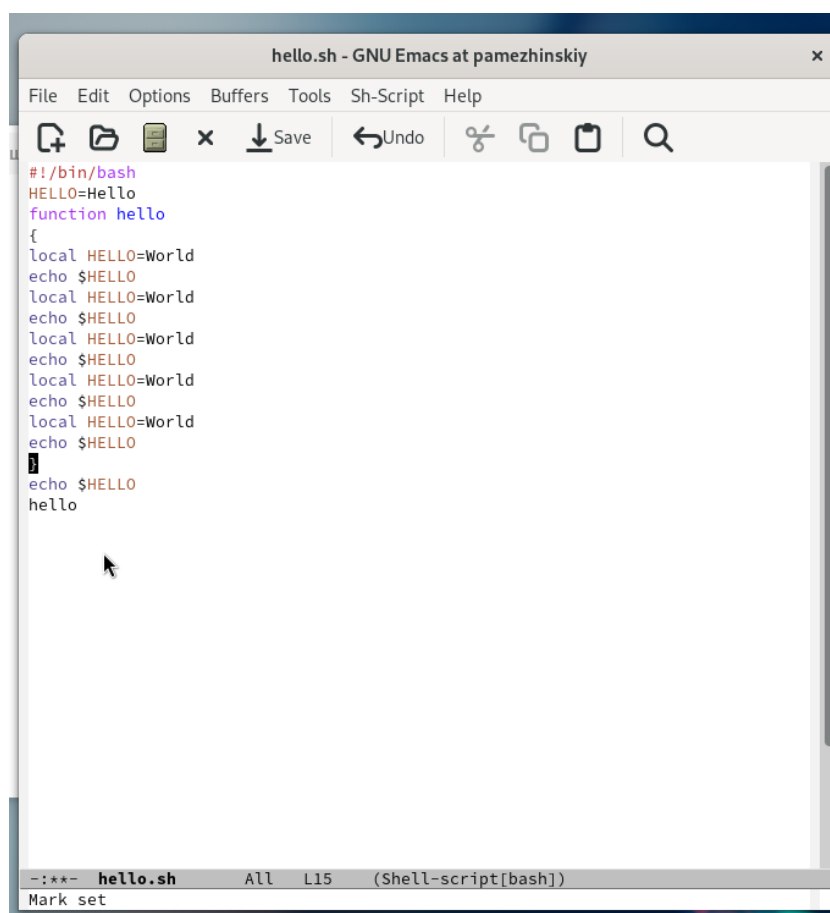 hello.sh - GNU Emacs at pamezhinskiy
File Edit Options Buffers Tools Sh-Script Help
Save Undo
#!/bin/bash
HELLO=Hello
function hello
{
local HELLO=World
echo $HELLO
local HELLO=World
echo $HELLO
local HELLO=World
echo $HELLO
local HELLO=World
echo $HELLO
local HELLO=World
echo $HELLO
}
echo $HELLO
hello
-:**- hello.sh All L15 (Shell-script[bash])
Mark set